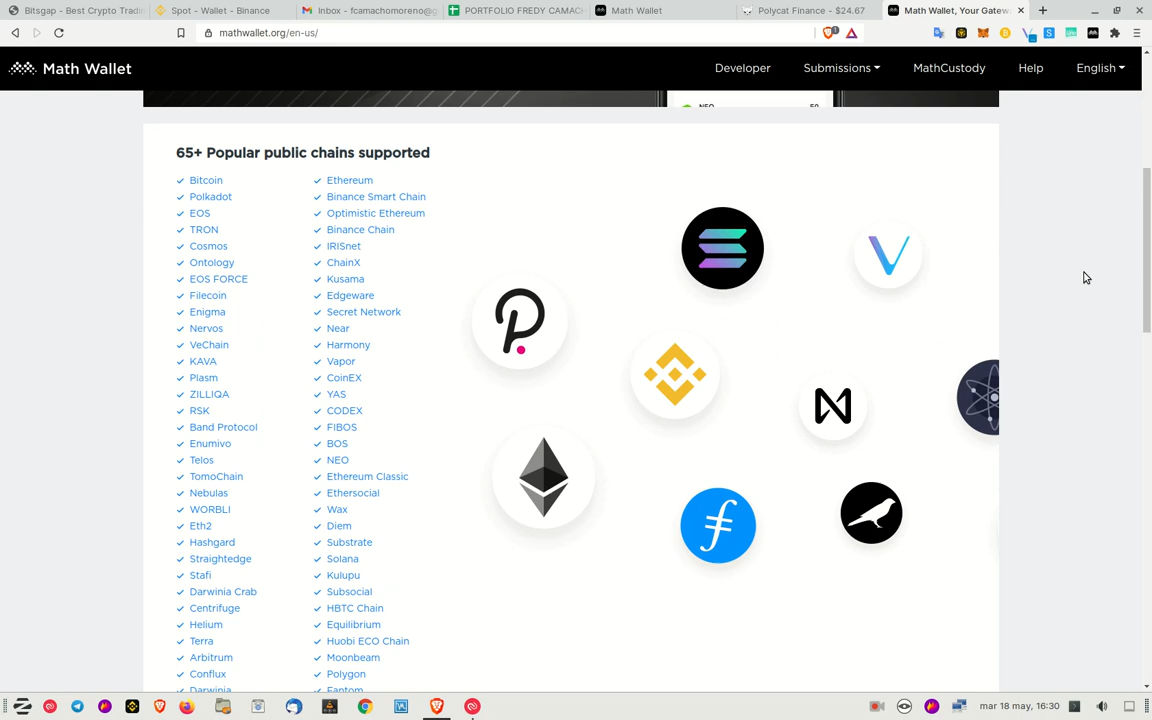 Bitsgap - Best Crypto Tradi
Spot - Wallet - Binance
Inbox - fcamachomoreno@g
PORTFOLIO FREDY CAMAC
Math Wallet
Polycat Finance - $24.67
Math Wallet, Your Gatew
mathwallet.org/en-us/
1
Math Wallet
Developer
Submissions
MathCustody
Help
English
65+ Popular public chains supported
Bitcoin
Ethereum
Polkadot
Binance Smart Chain
EOS
Optimistic Ethereum
TRON
Binance Chain
Cosmos
IRISnet
Ontology
ChainX
EOS FORCE
Kusama
Filecoin
Edgeware
Enigma
Secret Network
Nervos
Near
VeChain
Harmony
KAVA
Vapor
Plasm
CoinEX
ZILLIQA
YAS
RSK
CODEX
Band Protocol
FIBOS
Enumivo
BOS
Telos
NEO
TomoChain
Ethereum Classic
Nebulas
Ethersocial
WORBLI
Wax
Eth2
Diem
Hashgard
Substrate
Straightedge
Solana
Stafi
Kulupu
Darwinia Crab
Subsocial
Centrifuge
HBTC Chain
Helium
Equilibrium
Terra
Huobi ECO Chain
Arbitrum
Moonbeam
Conflux
Polygon
Darwinia
Fantom
mar 18 may, 16:30